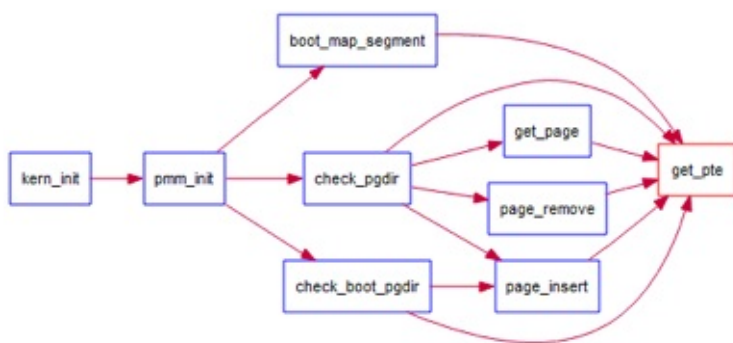 boot_map_segment
get_page
kern_init
pmm_init
check_pgdir
get_pte
page_remove
check_boot_pgdir
page_insert